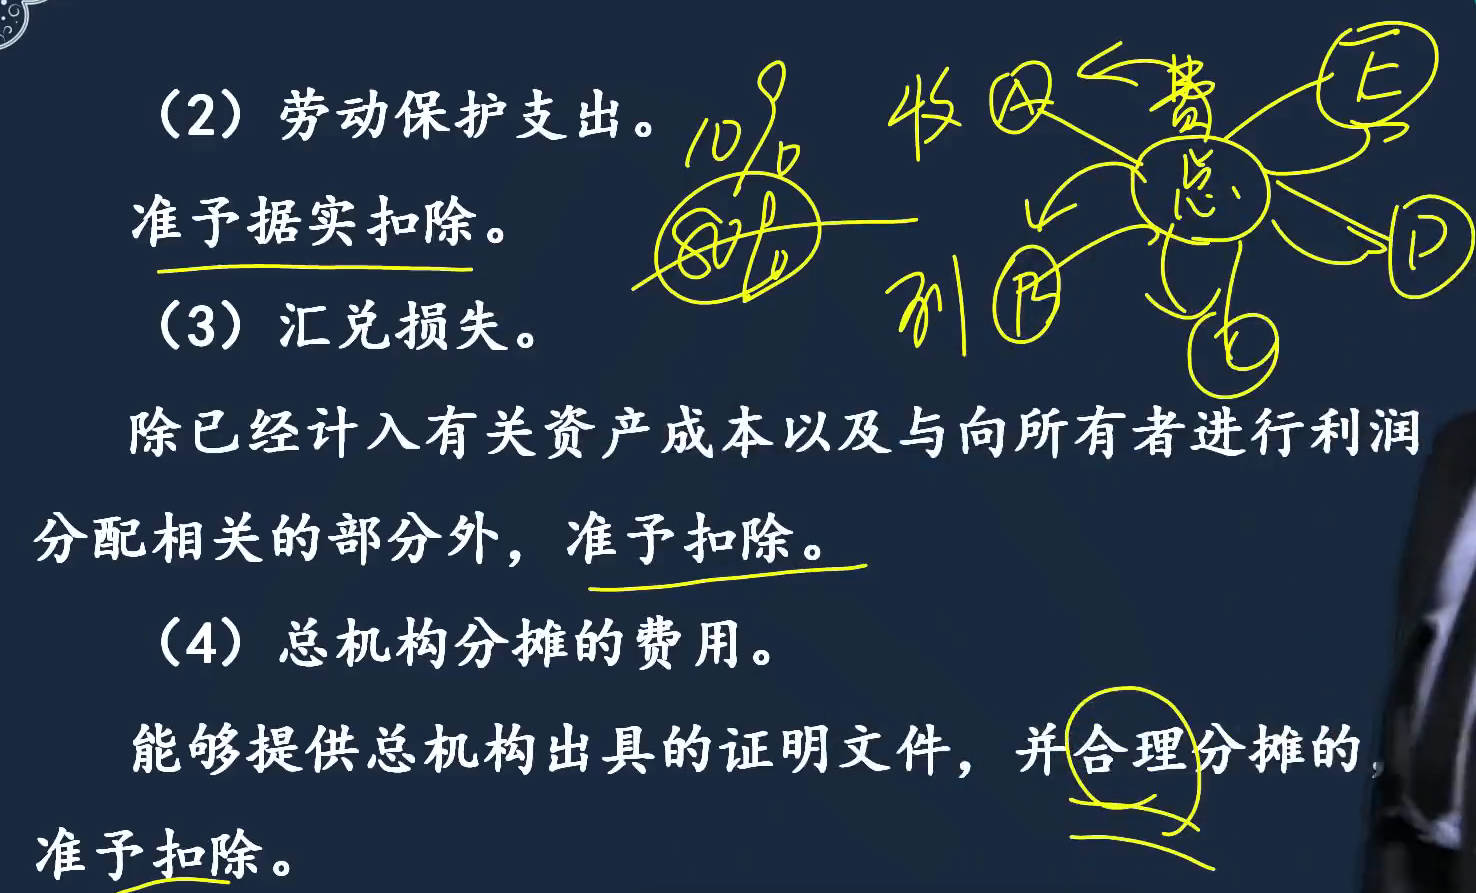 (2) 劳动保护支出。
10%
收 A 费 总 E
准予据实扣除。
80%
利 B C D
(3) 汇兑损失。
除已经计入有关资产成本以及与向所有者进行利润
分配相关的部分外，准予扣除。
(4) 总机构分摊的费用。
能够提供总机构出具的证明文件，并合理分摊的，
准予扣除。